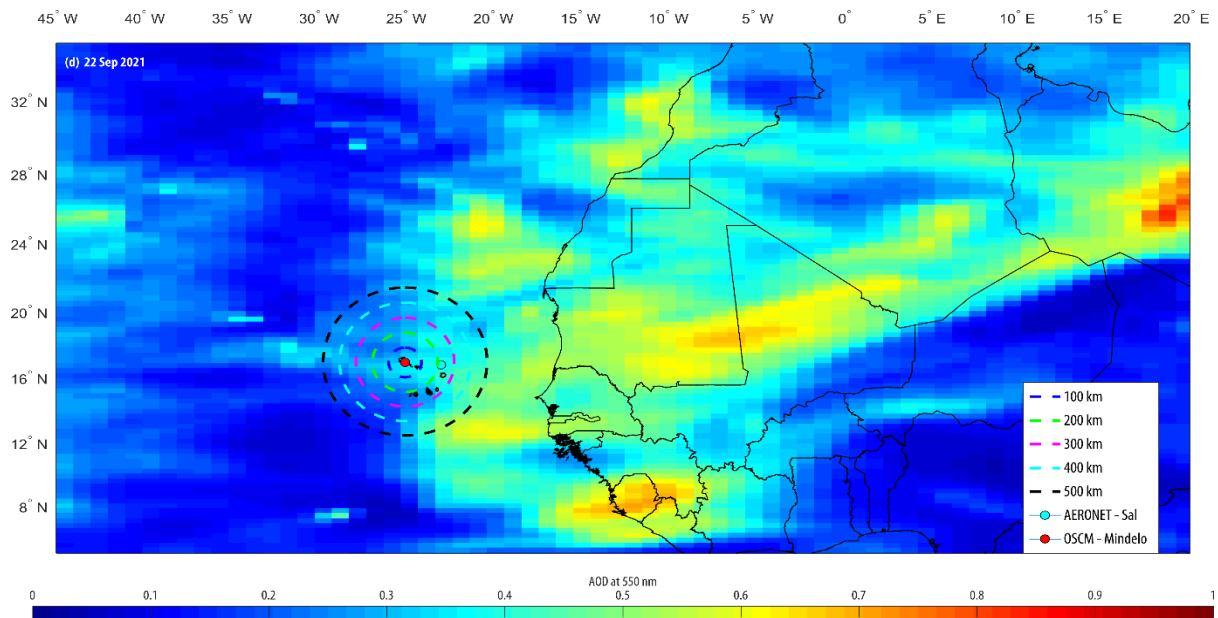 45° W 40° W 35° W 30° W 25° W 20° W 15° W 10° W 5° W 0° 5° E 10° E 15° E 20° E
(d) 22 Sep 2021
32° N
28° N
24° N
20° N
16° N
12° N
8° N
100 km
200 km
300 km
400 km
500 km
AERONET - Sal
OSCM - Mindelo
AOD at 550 nm
0 0.1 0.2 0.3 0.4 0.5 0.6 0.7 0.8 0.9 1